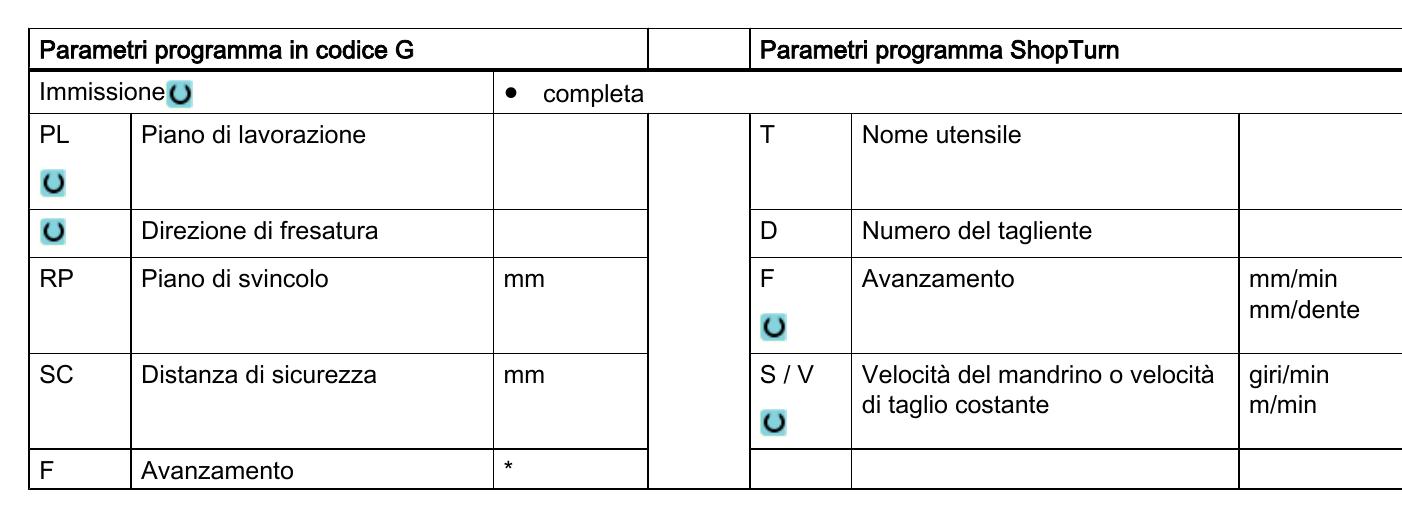 Parametri programma in codice G Parametri programma ShopTurn
Immissione • completa
PL Piano di lavorazione T Nome utensile
Direzione di fresatura D Numero del tagliente
RP Piano di svincolo mm F Avanzamento mm/min
mm/dente
SC Distanza di sicurezza mm S / V Velocità del mandrino o velocità giri/min
di taglio costante m/min
F Avanzamento *